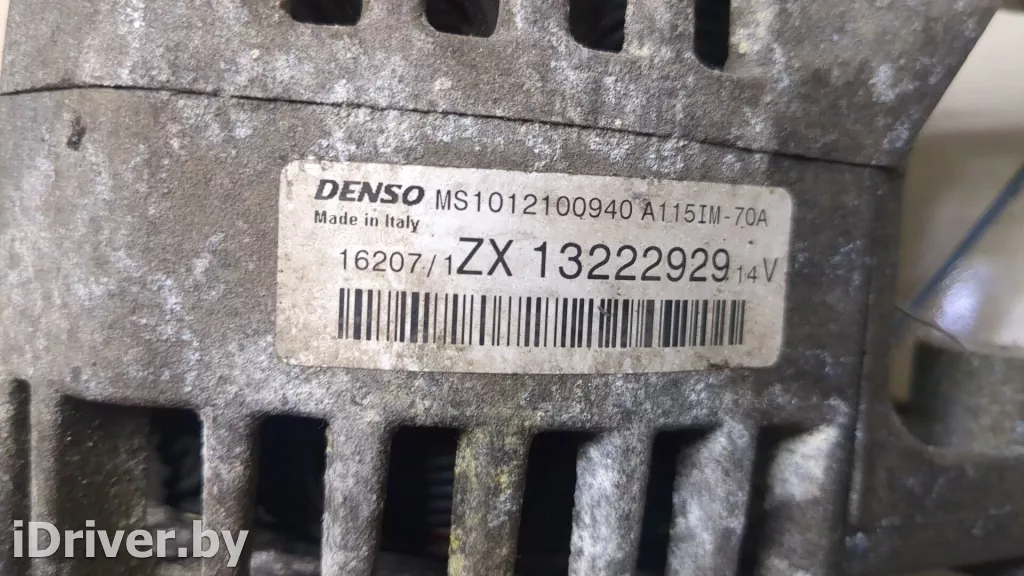 DENSO MS1012100940 A115IM-70A
Made in Italy
16207/1ZX 13222929 14V
iDriver.by